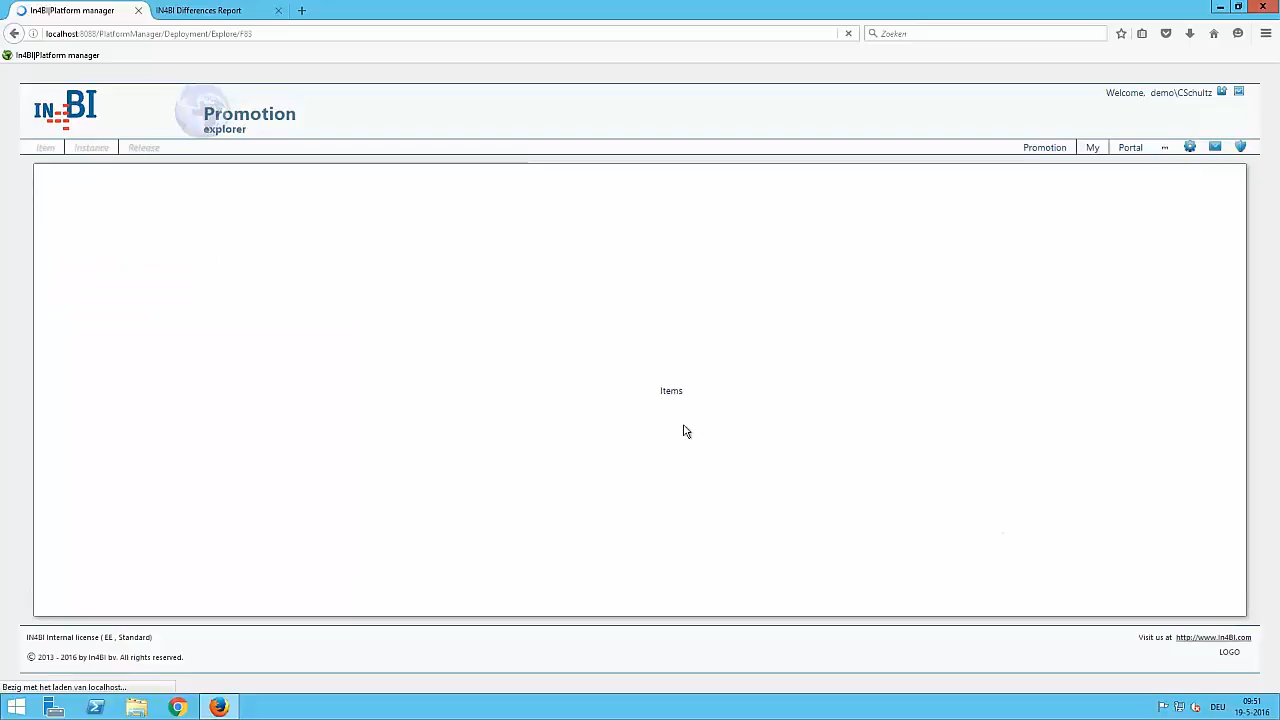 In4BI|Platform manager
IN4BI Differences Report
localhost:8088/PlatformManager/Deployment/Explore/F83
Zoeken
In4BI|Platform manager
IN BI
Promotion
explorer
Welcome, demo\CSchultz
Item
Instance
Release
Promotion
My
Portal
Items
IN4BI Internal license ( EE , Standard)
Visit us at http://www.In4BI.com
© 2013 - 2016 by In4BI bv. All rights reserved.
LOGO
Bezig met het laden van localhost...
DEU
09:51
19-5-2016